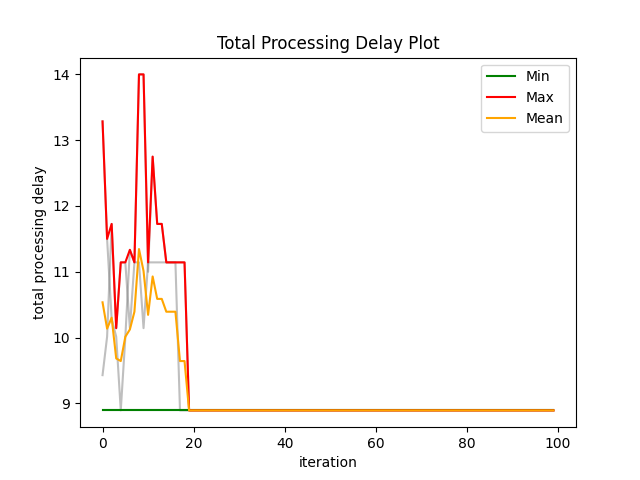 Total Processing Delay Plot
14
13
12
11
10
9
total processing delay
0
20
40
60
80
100
iteration
Min
Max
Mean